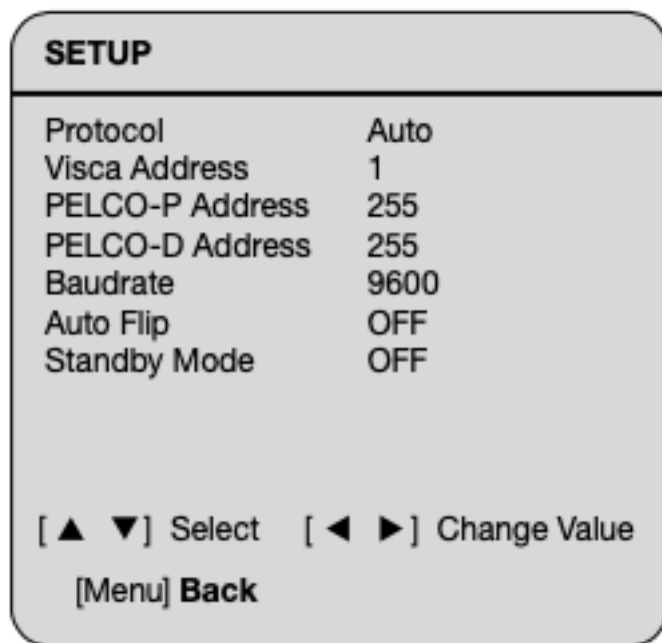 SETUP
Protocol Auto
Visca Address 1
PELCO-P Address 255
PELCO-D Address 255
Baudrate 9600
Auto Flip OFF
Standby Mode OFF
[ ▲ ▼ ] Select [ ◀ ▶ ] Change Value
[Menu] Back